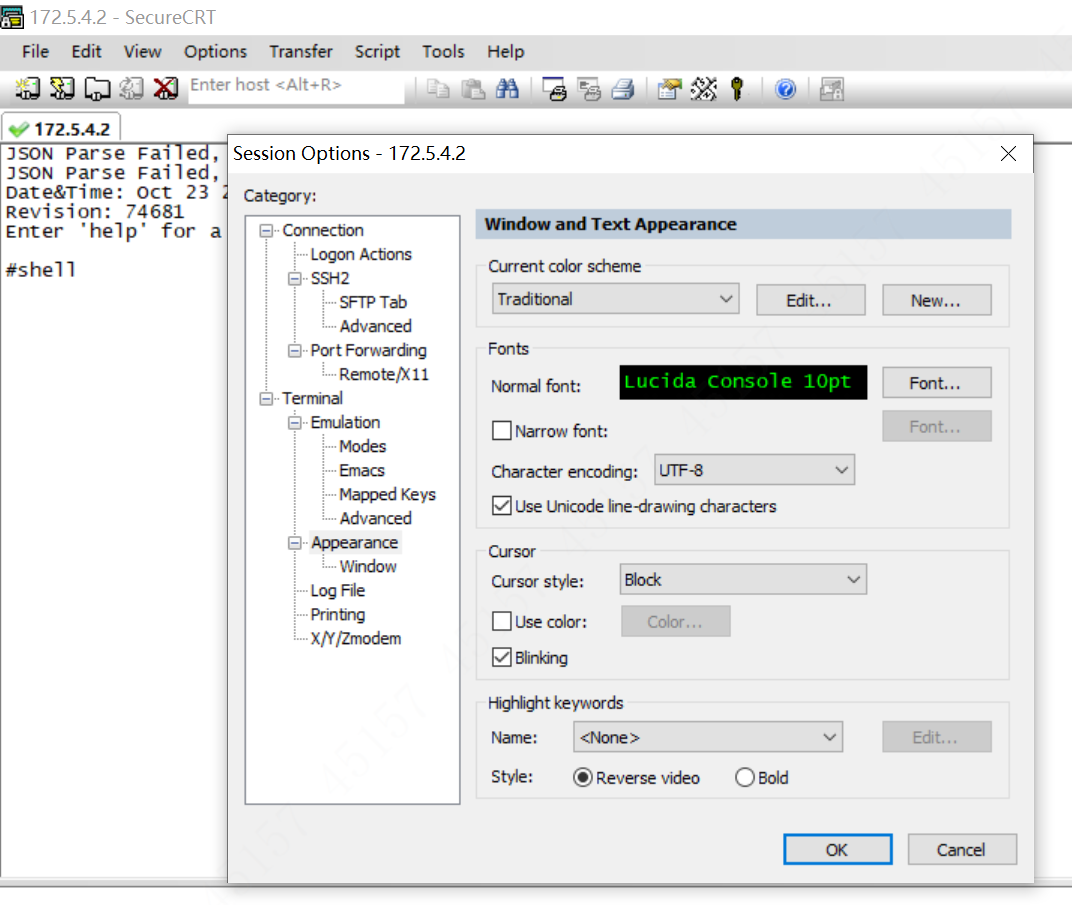 172.5.4.2 - SecureCRT
File Edit View Options Transfer Script Tools Help
Enter host <Alt+R>
172.5.4.2
JSON Parse Failed,
JSON Parse Failed,
Date&Time: Oct 23
Revision: 74681
Enter 'help' for a
#shell
Session Options - 172.5.4.2
Category:
Connection
Logon Actions
SSH2
SFTP Tab
Advanced
Port Forwarding
Remote/X11
Terminal
Emulation
Modes
Emacs
Mapped Keys
Advanced
Appearance
Window
Log File
Printing
X/Y/Zmodem
Window and Text Appearance
Current color scheme
Traditional Edit... New...
Fonts
Normal font: Lucida Console 10pt Font...
Narrow font: Font...
Character encoding: UTF-8
Use Unicode line-drawing characters
Cursor
Cursor style: Block
Use color: Color...
Blinking
Highlight keywords
Name: <None> Edit...
Style: Reverse video Bold
OK Cancel